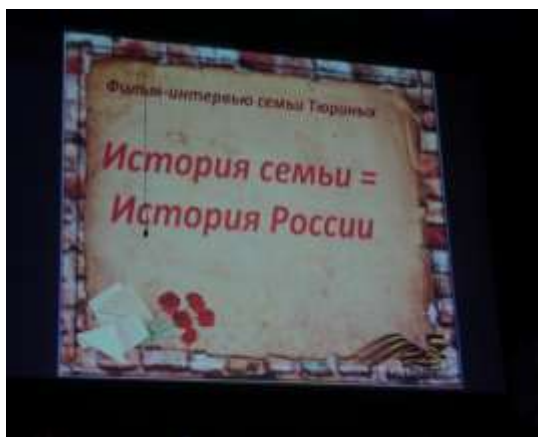 Фильм-интервью семьи Тюриных
История семьи =
История России